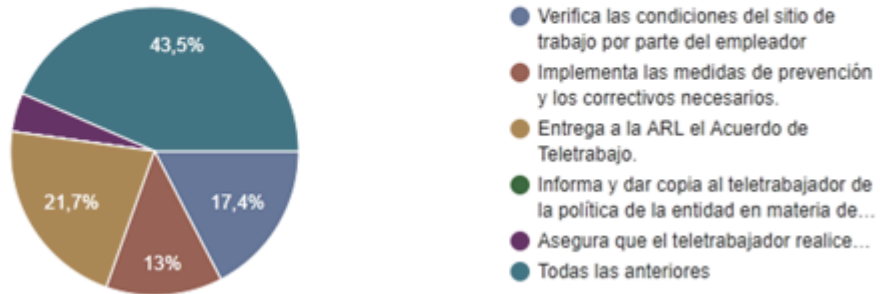 43,5%
21,7%
17,4%
13%
Verifica las condiciones del sitio de
trabajo por parte del empleador
Implementa las medidas de prevención
y los correctivos necesarios.
Entrega a la ARL el Acuerdo de
Teletrabajo.
Informa y dar copia al teletrabajador de
la política de la entidad en materia de…
Asegura que el teletrabajador realice…
Todas las anteriores